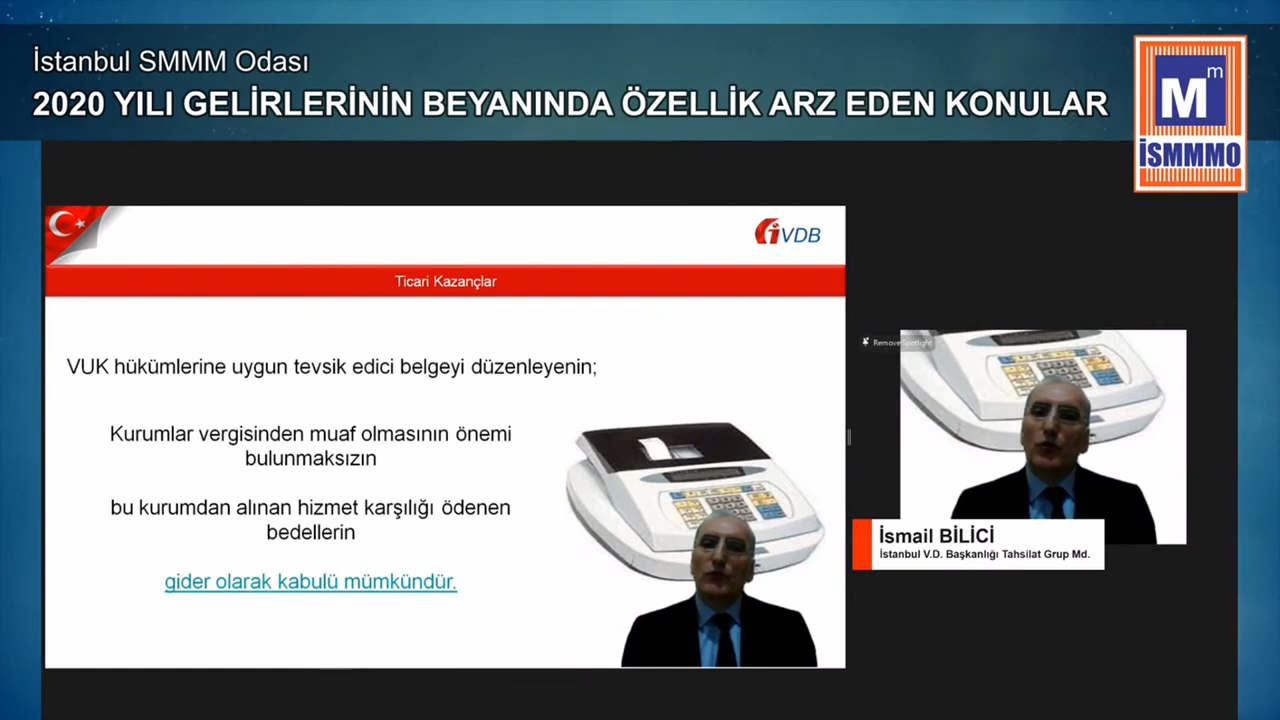 İstanbul SMMM Odası
2020 YILI GELİRLERİNİN BEYANINDA ÖZELLİK ARZ EDEN KONULAR
Mm
İSMMMO
iVDB
Ticari Kazançlar
VUK hükümlerine uygun tevsik edici belgeyi düzenleyenin;
Kurumlar vergisinden muaf olmasının önemi
bulunmaksızın
bu kurumdan alınan hizmet karşılığı ödenen
bedellerin
gider olarak kabulü mümkündür.
Remove Spotlight
İsmail BİLİCİ
İstanbul V.D. Başkanlığı Tahsilat Grup Md.